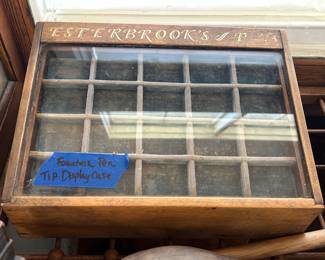 ESTERBROOK'S
Fountain Pen
Tip Display Case